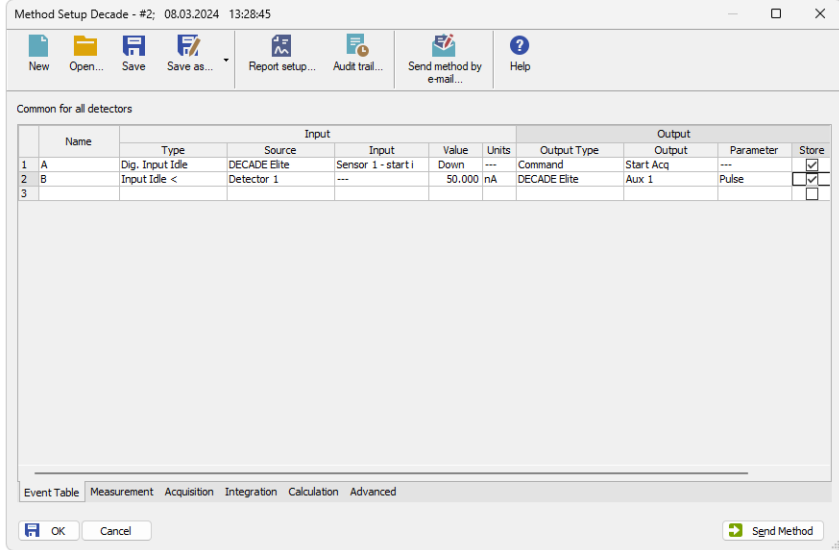 Method Setup Decade - #2; 08.03.2024 13:28:45
New Open... Save Save as... Report setup... Audit trail... Send method by e-mail... Help
Common for all detectors
Name Input Output
Type Source Input Value Units Output Type Output Parameter Store
1 A Dig. Input Idle DECADE Elite Sensor 1 - start i Down --- Command Start Acq ---
2 B Input Idle < Detector 1 --- 50.000 nA DECADE Elite Aux 1 Pulse
3
Event Table Measurement Acquisition Integration Calculation Advanced
OK Cancel Send Method